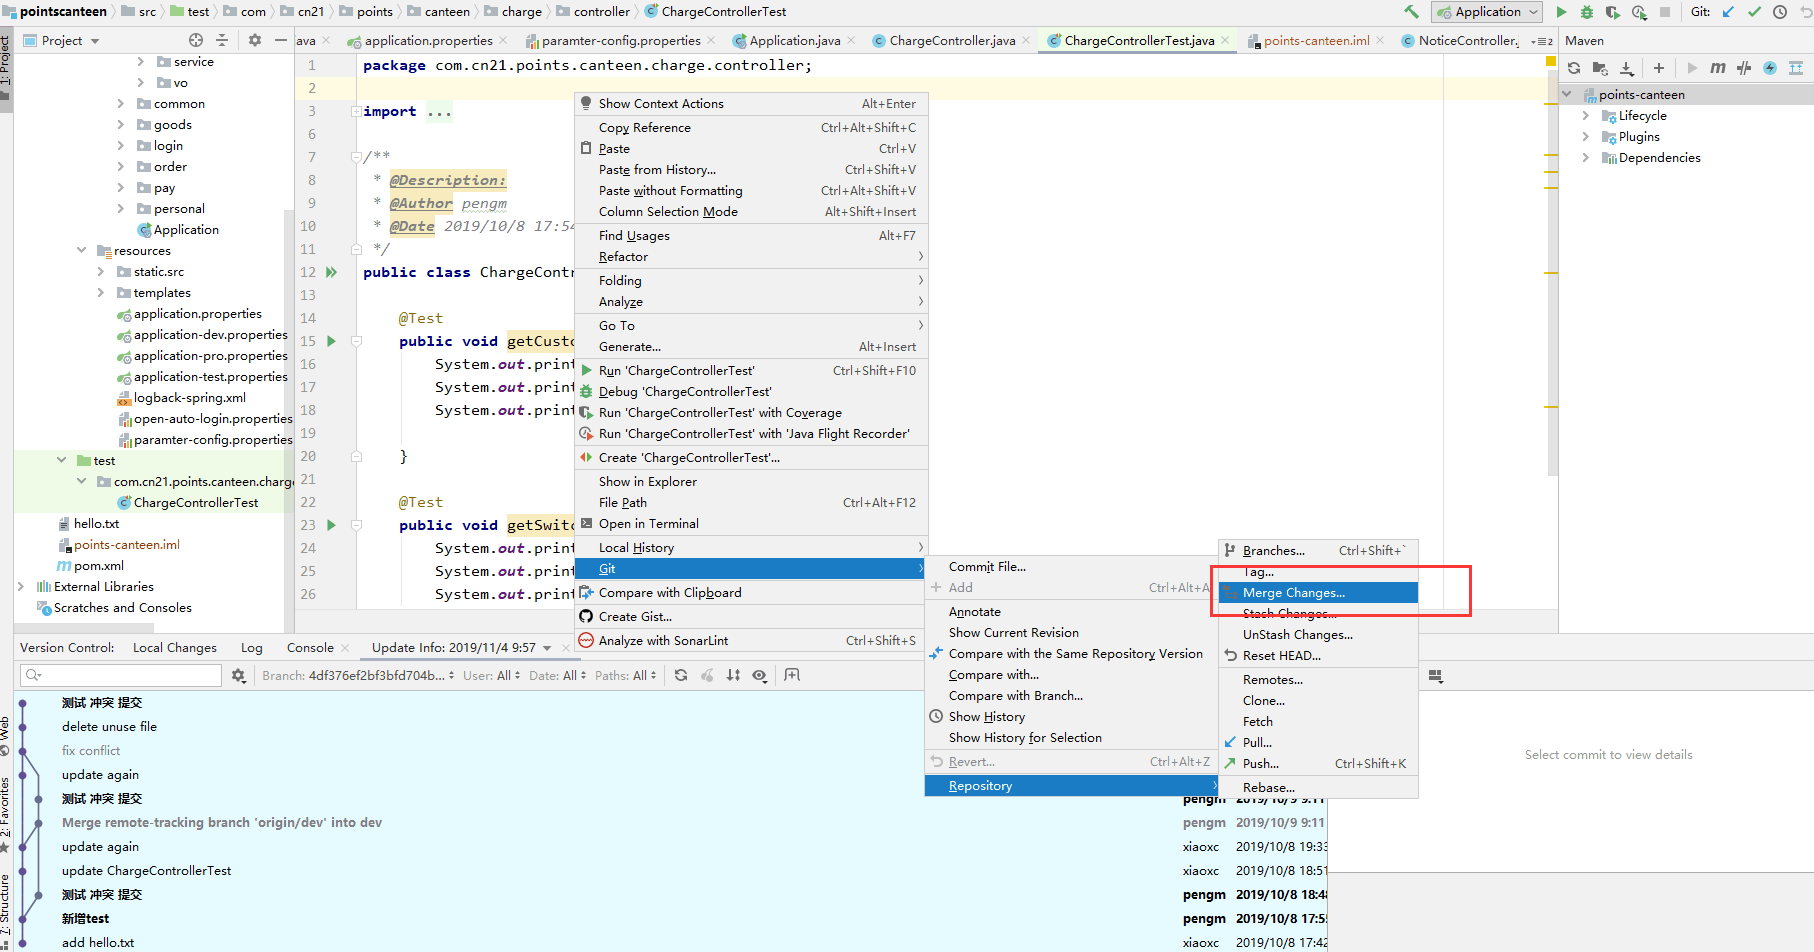 pointscanteen src test com cn21 points canteen charge controller ChargeControllerTest
Application Git:
1: Project
Project
service
vo
common
goods
login
order
pay
personal
Application
resources
static.src
templates
application.properties
application-dev.properties
application-pro.properties
application-test.properties
logback-spring.xml
open-auto-login.properties
paramter-config.properties
test
com.cn21.points.canteen.charge
ChargeControllerTest
hello.txt
points-canteen.iml
pom.xml
External Libraries
Scratches and Consoles
ava application.properties paramter-config.properties Application.java ChargeController.java ChargeControllerTest.java points-canteen.iml NoticeController.j 2
1 package com.cn21.points.canteen.charge.controller;
2
3 import ...
6
7 /**
8 * @Description:
9 * @Author pengm
10 * @Date 2019/10/8 17:54
11 */
12 public class ChargeContr
13
14 @Test
15 public void getCusto
16 System.out.print
17 System.out.print
18 System.out.print
19
20 }
21
22 @Test
23 public void getSwitc
24 System.out.print
25 System.out.print
26 System.out.print
Show Context Actions Alt+Enter
Copy Reference Ctrl+Alt+Shift+C
Paste Ctrl+V
Paste from History... Ctrl+Shift+V
Paste without Formatting Ctrl+Alt+Shift+V
Column Selection Mode Alt+Shift+Insert
Find Usages Alt+F7
Refactor
Folding
Analyze
Go To
Generate... Alt+Insert
Run 'ChargeControllerTest' Ctrl+Shift+F10
Debug 'ChargeControllerTest'
Run 'ChargeControllerTest' with Coverage
Run 'ChargeControllerTest' with 'Java Flight Recorder'
Create 'ChargeControllerTest'...
Show in Explorer
File Path Ctrl+Alt+F12
Open in Terminal
Local History
Git
Compare with Clipboard
Create Gist...
Analyze with SonarLint Ctrl+Shift+S
Commit File...
Add Ctrl+Alt+A
Annotate
Show Current Revision
Compare with the Same Repository Version
Compare with...
Compare with Branch...
Show History
Show History for Selection
Revert... Ctrl+Alt+Z
Repository
Branches... Ctrl+Shift+`
Tag...
Merge Changes...
Stash Changes...
UnStash Changes...
Reset HEAD...
Remotes...
Clone...
Fetch
Pull...
Push... Ctrl+Shift+K
Rebase...
Maven
points-canteen
Lifecycle
Plugins
Dependencies
Version Control: Local Changes Log Console Update Info: 2019/11/4 9:57
Branch: 4df376ef2bf3bfd704b... User: All Date: All Paths: All
测试 冲突 提交
delete unuse file
fix conflict
update again
测试 冲突 提交 pengm 2019/10/9 9:11
Merge remote-tracking branch 'origin/dev' into dev pengm 2019/10/9 9:11
update again xiaoxc 2019/10/8 19:33
update ChargeControllerTest xiaoxc 2019/10/8 18:51
测试 冲突 提交 pengm 2019/10/8 18:48
新增test pengm 2019/10/8 17:55
add hello.txt xiaoxc 2019/10/8 17:42
Select commit to view details
Web
2: Favorites
7: Structure